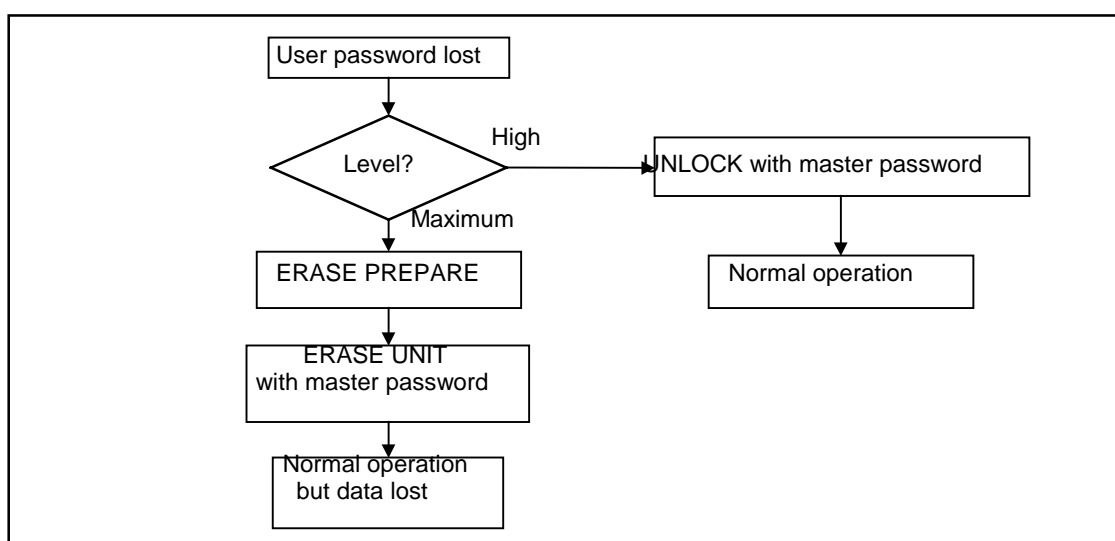 User password lost
High
Level?
UNLOCK with master password
Maximum
ERASE PREPARE
Normal operation
ERASE UNIT
with master password
Normal operation
but data lost